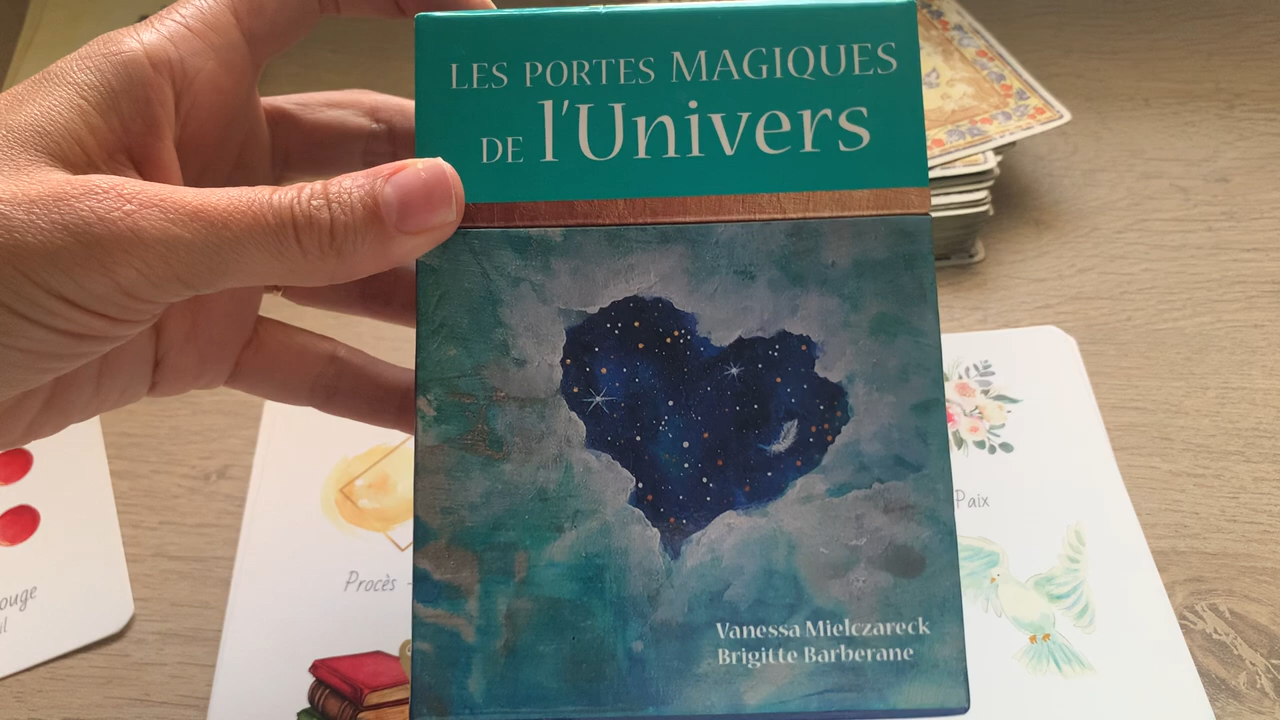 LES PORTES MAGIQUES
DE l'Univers
Vanessa Mielczareck
Brigitte Barberane
Paix
Procès -
ouge
il